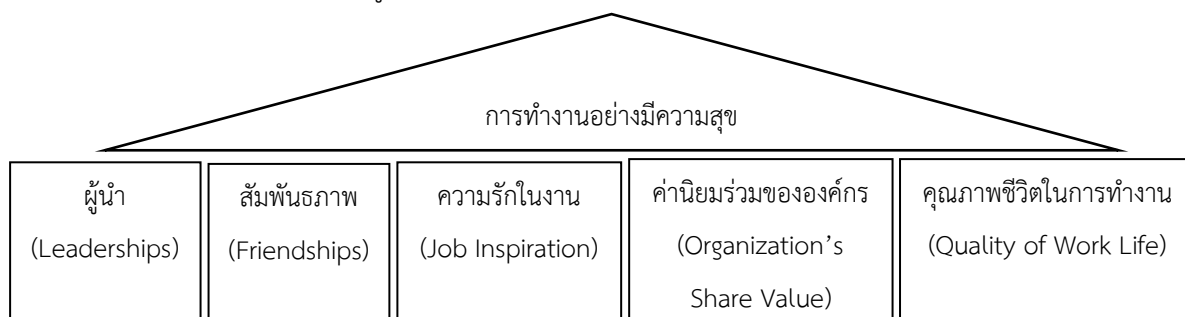 การทำงานอย่างมีความสุข
ผู้นำ
(Leaderships)
สัมพันธภาพ
(Friendships)
ความรักในงาน
(Job Inspiration)
ค่านิยมร่วมขององค์กร
(Organization’s
Share Value)
คุณภาพชีวิตในการทำงาน
(Quality of Work Life)